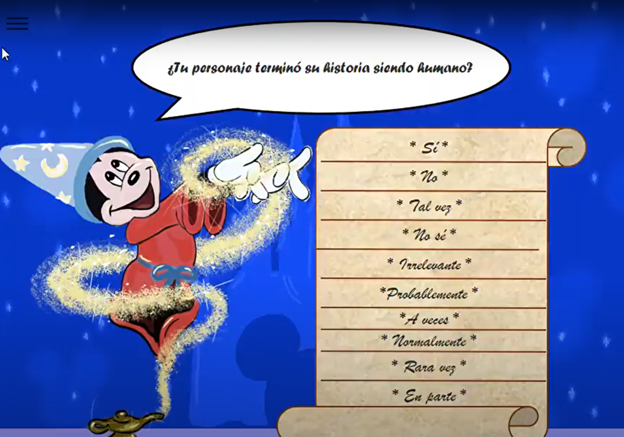 ¿Tu personaje terminó su historia siendo humano?
* Sí *
* No *
* Tal vez *
* No sé *
* Irrelevante *
*Probablemente *
*A veces *
* Normalmente *
* Rara vez *
* En parte *